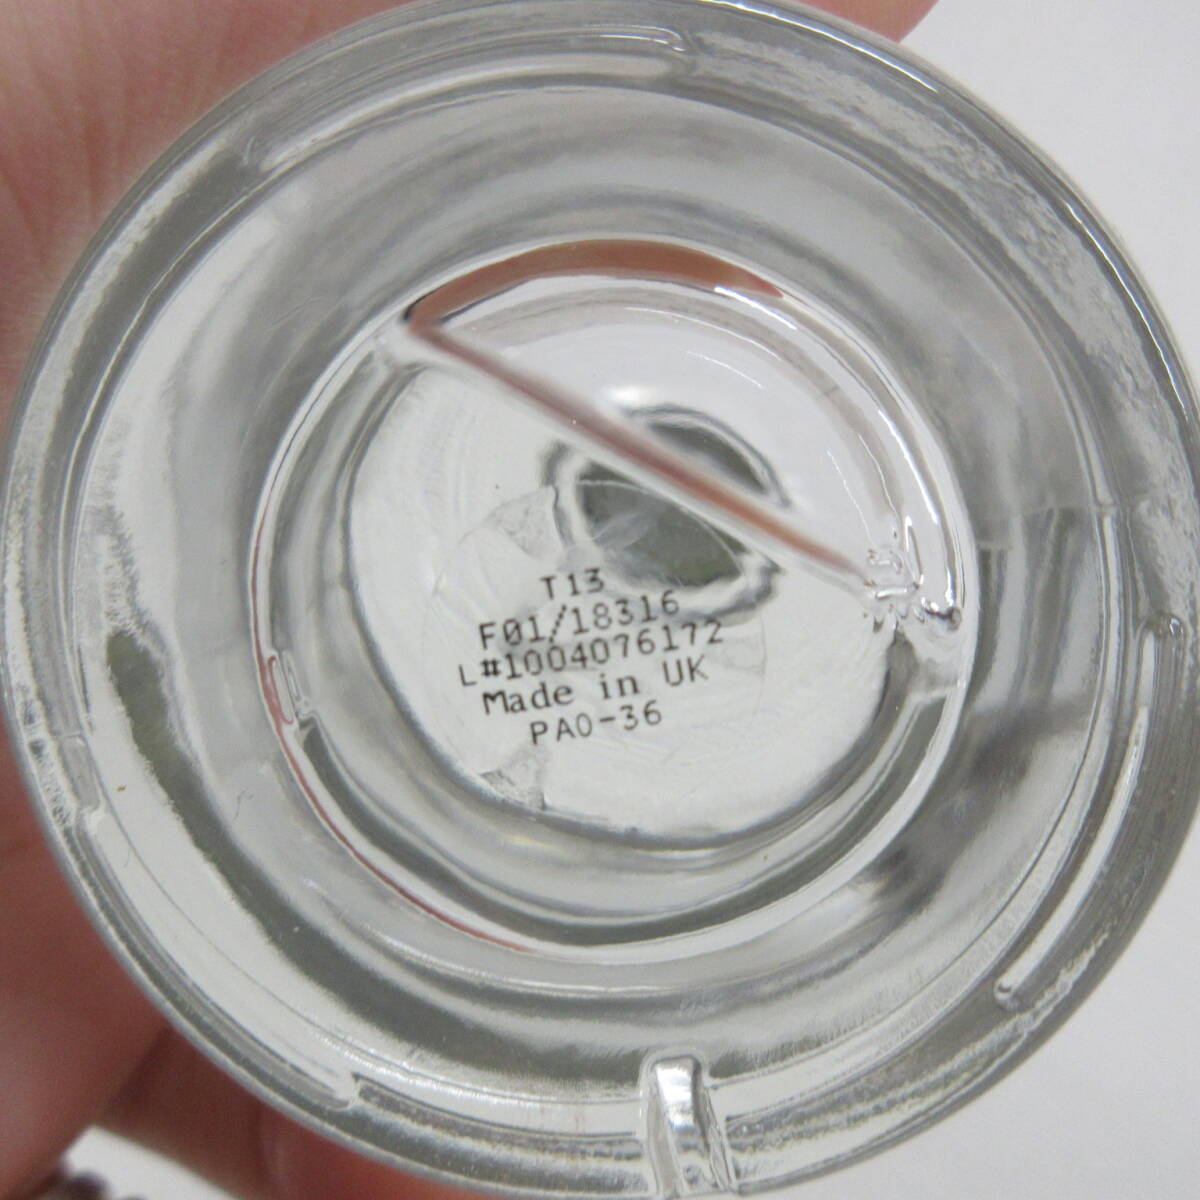 T13
F01/18316
L#1004076172
Made in UK
PA0-36